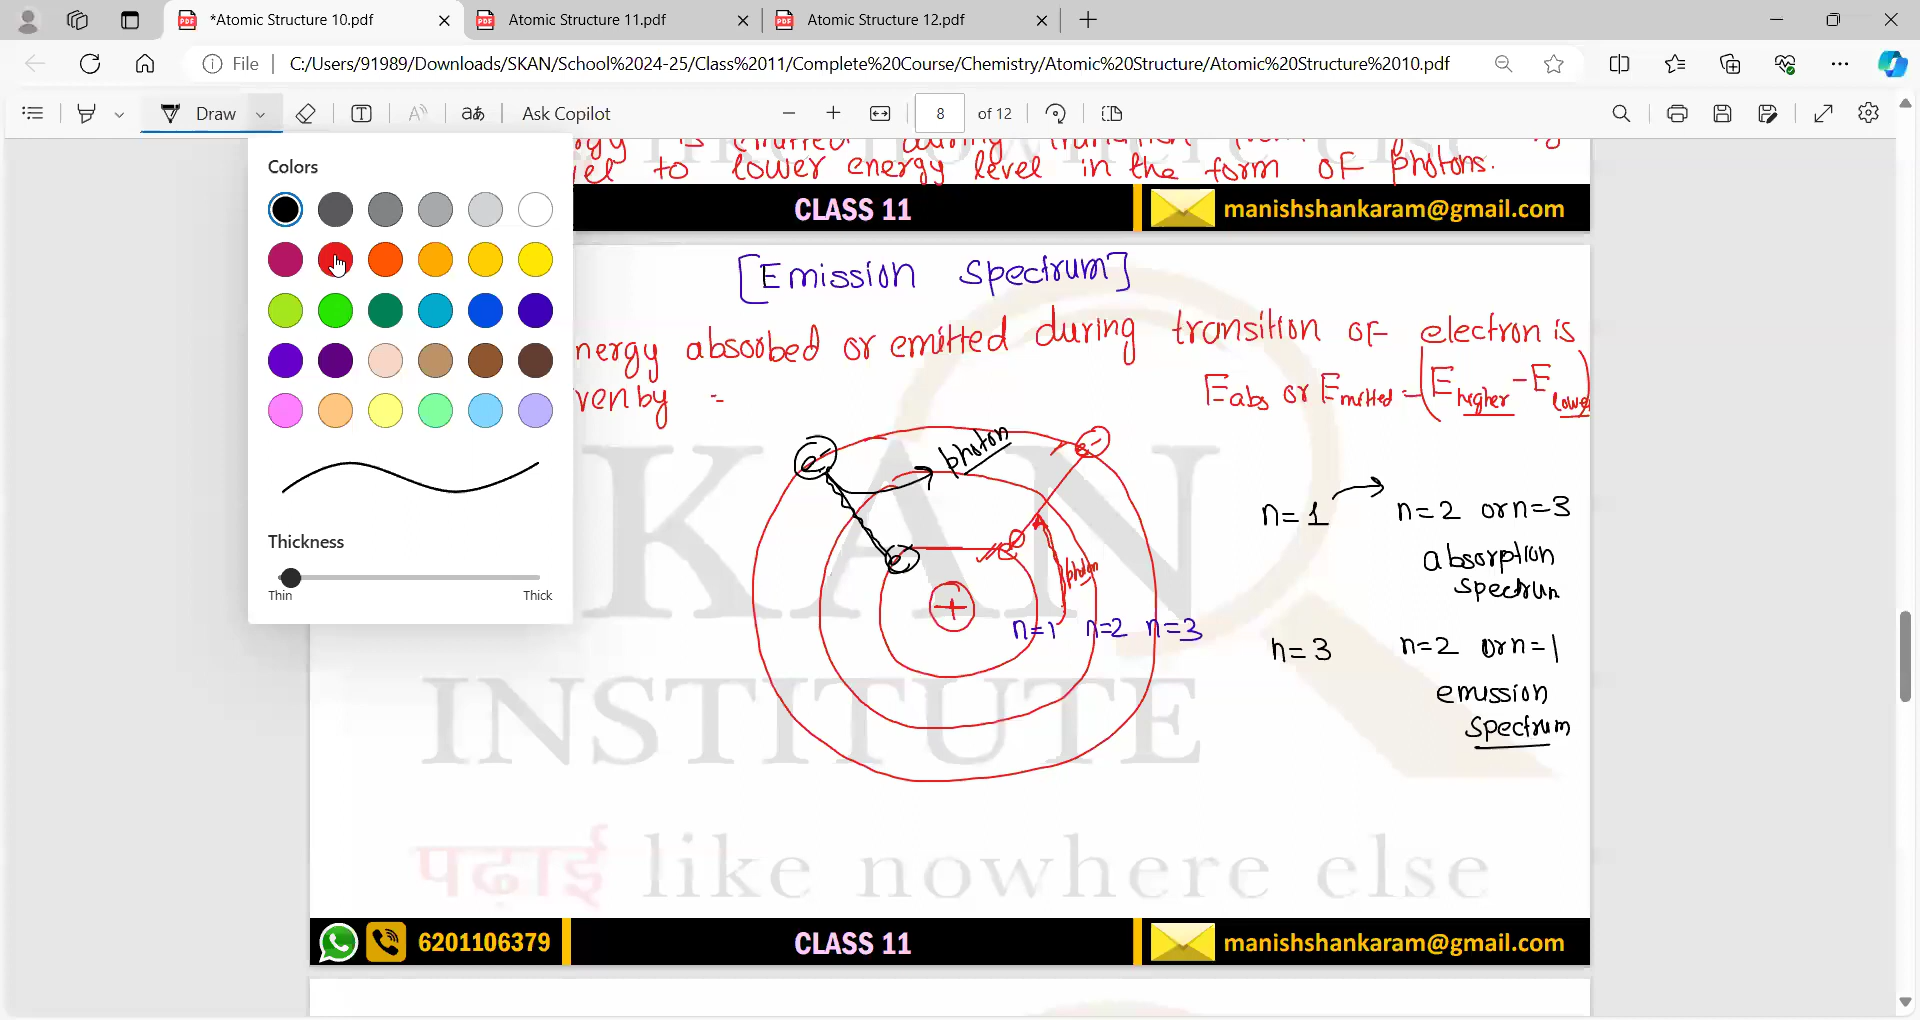 *Atomic Structure 10.pdf
Atomic Structure 11.pdf
Atomic Structure 12.pdf
File
C:/Users/91989/Downloads/SKAN/School%2024-25/Class%2011/Complete%20Course/Chemistry/Atomic%20Structure/Atomic%20Structure%2010.pdf
Draw
Ask Copilot
8 of 12
Colors
Thickness
Thin
Thick
to lower energy level in the form of photons.
CLASS 11
manishshankaram@gmail.com
[Emission Spectrum]
nergy absorbed or emitted during transition of electron is
ven by :-
Eabs or Emitted = (Ehigher - Elower)
e-
photon
e-
e-
photon
+
n=1 n=2 n=3
n=1 n=2 or n=3
absorption
spectrum
n=3 n=2 or n=1
emission
spectrum
SKAN
INSTITUTE
पढ़ाई like nowhere else
6201106379
CLASS 11
manishshankaram@gmail.com